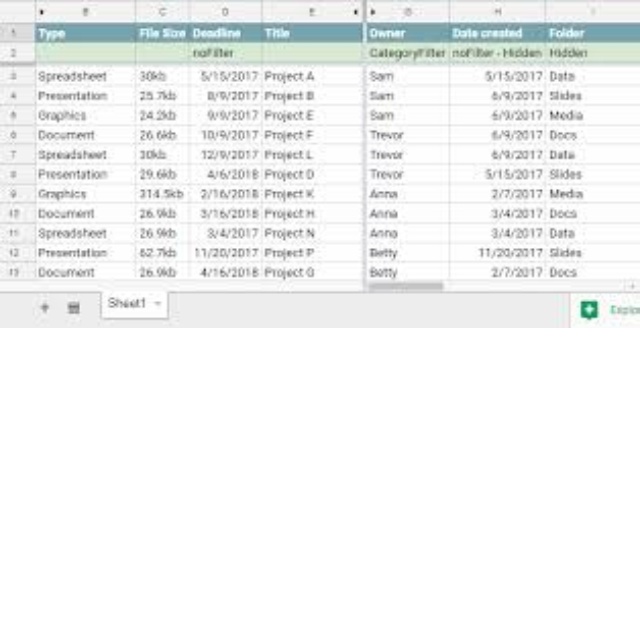 B C D E G H I
1 Type File Size Deadline Title Owner Date created Folder
2 noFilter CategoryFilter noFilter - Hidden Hidden
3 Spreadsheet 30kb 5/15/2017 Project A Sam 5/15/2017 Data
4 Presentation 25.7kb 8/9/2017 Project B Sam 6/9/2017 Slides
5 Graphics 24.2kb 9/9/2017 Project E Sam 6/9/2017 Media
6 Document 26.6kb 10/9/2017 Project F Trevor 6/9/2017 Docs
7 Spreadsheet 30kb 12/9/2017 Project L Trevor 6/9/2017 Data
8 Presentation 29.6kb 4/6/2018 Project D Trevor 5/15/2017 Slides
9 Graphics 314.5kb 2/16/2018 Project K Anna 2/7/2017 Media
10 Document 26.9kb 3/16/2018 Project H Anna 3/4/2017 Docs
11 Spreadsheet 26.9kb 3/4/2017 Project N Anna 3/4/2017 Data
12 Presentation 62.7kb 11/20/2017 Project P Betty 11/20/2017 Slides
13 Document 26.9kb 4/16/2018 Project G Betty 2/7/2017 Docs
Sheet1